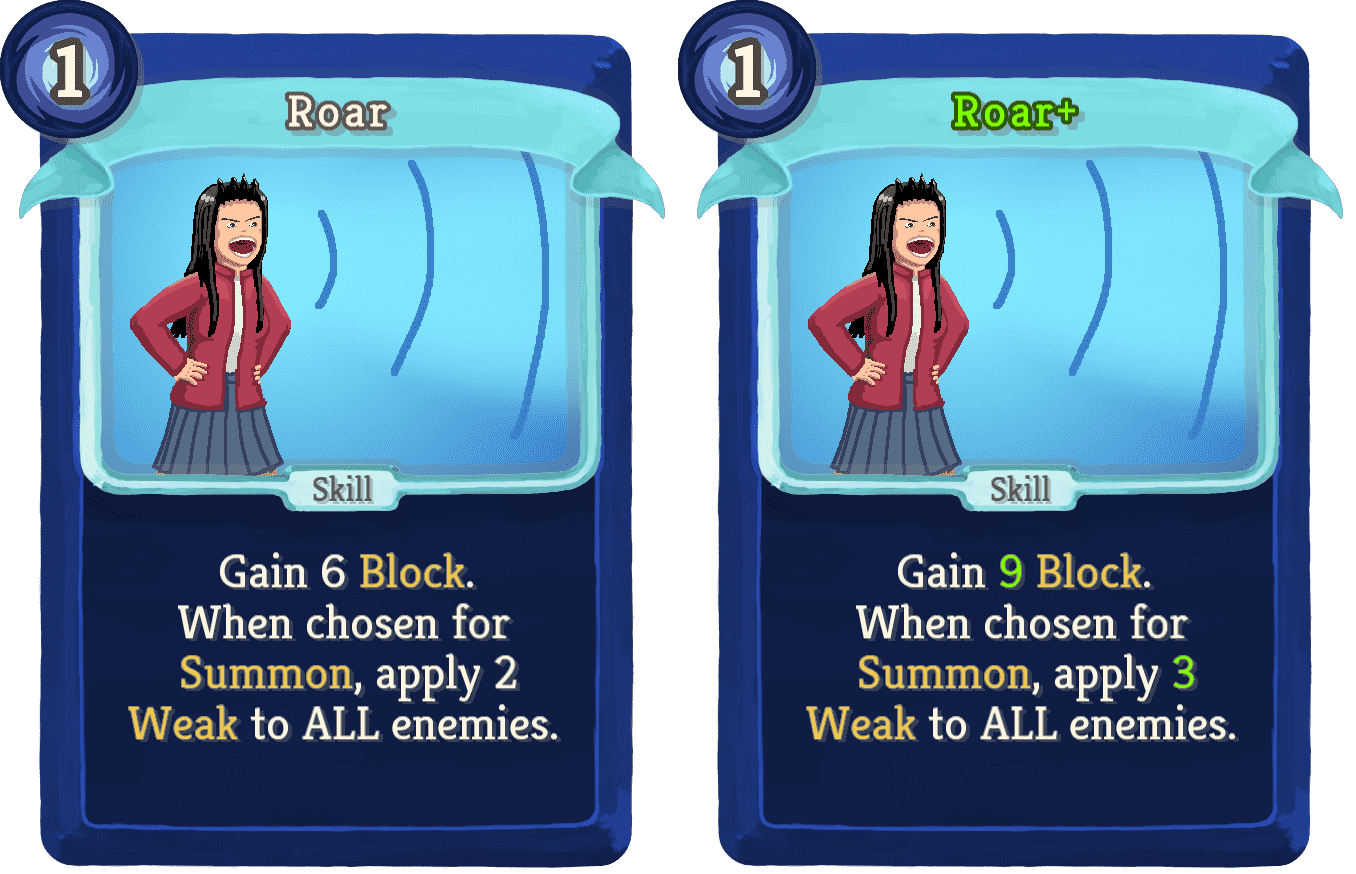 1
Roar
Skill
Gain 6 Block.
When chosen for
Summon, apply 2
Weak to ALL enemies.
1
Roar+
Skill
Gain 9 Block.
When chosen for
Summon, apply 3
Weak to ALL enemies.